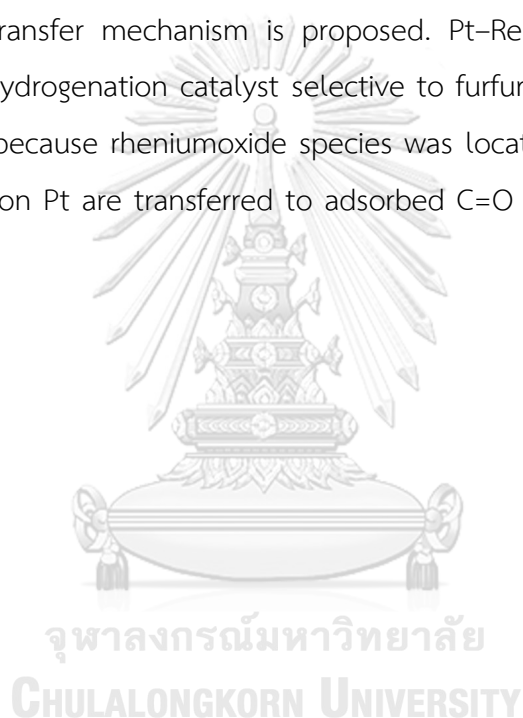 ransfer mechanism is proposed. Pt–Re
ydrogenation catalyst selective to furfur
because rheniumoxide species was locat
on Pt are transferred to adsorbed C=O
จุฬาลงกรณ์มหาวิทยาลัย
CHULALONGKORN UNIVERSITY